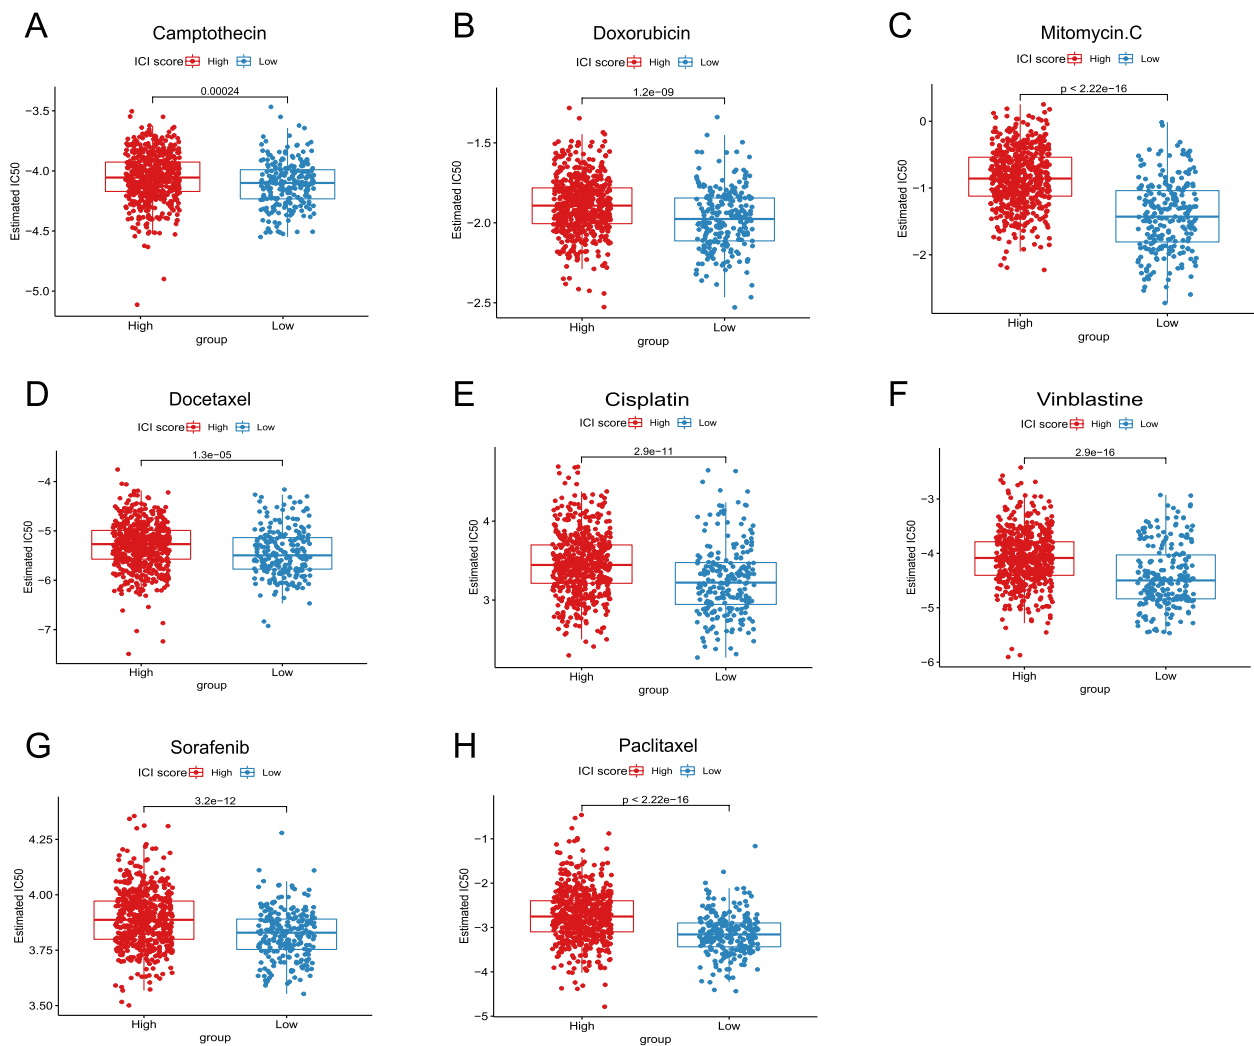 A
Camptothecin
ICI score High Low
0.00024
−3.5
−4.0
−4.5
−5.0
Estimated IC50
High Low
group
B
Doxorubicin
ICI score High Low
1.2e−09
−1.5
−2.0
−2.5
Estimated IC50
High Low
group
C
Mitomycin.C
ICI score High Low
p < 2.22e−16
0
−1
−2
Estimated IC50
High Low
group
D
Docetaxel
ICI score High Low
1.3e−05
−4
−5
−6
−7
Estimated IC50
High Low
group
E
Cisplatin
ICI score High Low
2.9e−11
4
3
Estimated IC50
High Low
group
F
Vinblastine
ICI score High Low
2.9e−16
−3
−4
−5
−6
Estimated IC50
High Low
group
G
Sorafenib
ICI score High Low
3.2e−12
4.25
4.00
3.75
3.50
Estimated IC50
High Low
group
H
Paclitaxel
ICI score High Low
p < 2.22e−16
−1
−2
−3
−4
−5
Estimated IC50
High Low
group